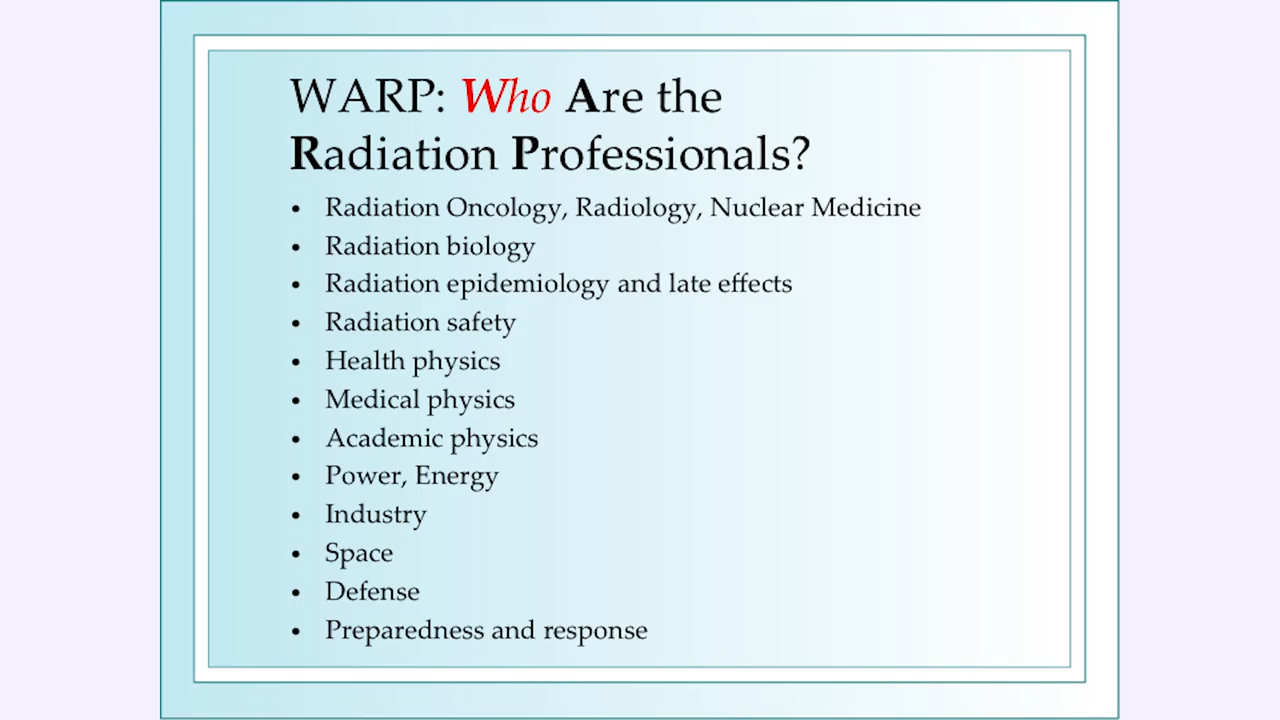 WARP: Who Are the
Radiation Professionals?
• Radiation Oncology, Radiology, Nuclear Medicine
• Radiation biology
• Radiation epidemiology and late effects
• Radiation safety
• Health physics
• Medical physics
• Academic physics
• Power, Energy
• Industry
• Space
• Defense
• Preparedness and response